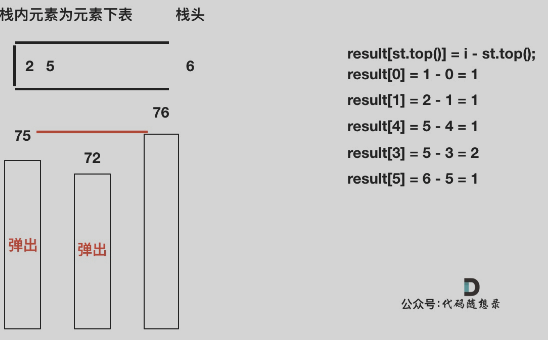 栈内元素为元素下表
栈头
2 5
6
result[st.top()] = i - st.top();
result[0] = 1 - 0 = 1
result[1] = 2 - 1 = 1
result[4] = 5 - 4 = 1
result[3] = 5 - 3 = 2
result[5] = 6 - 5 = 1
76
75
72
弹出
弹出
公众号:代码随想录